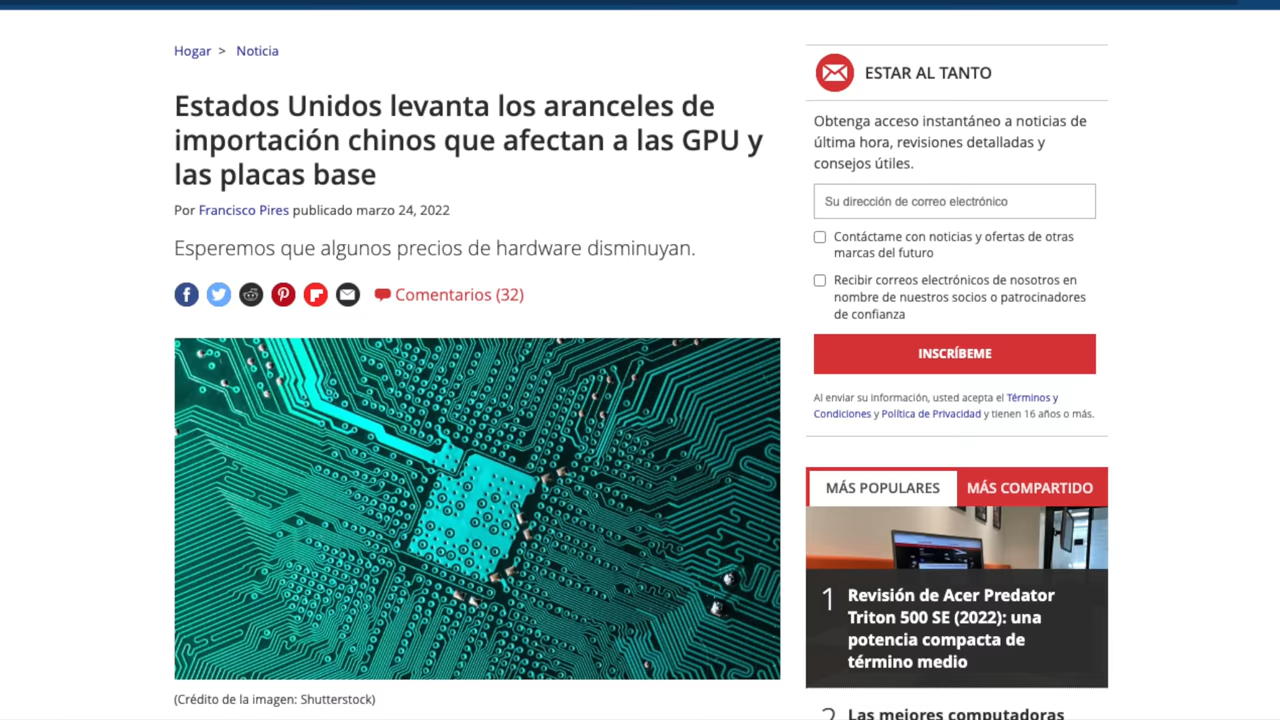 Hogar > Noticia
Estados Unidos levanta los aranceles de
importación chinos que afectan a las GPU y
las placas base
Por Francisco Pires publicado marzo 24, 2022
Esperemos que algunos precios de hardware disminuyan.
Comentarios (32)
(Crédito de la imagen: Shutterstock)
ESTAR AL TANTO
Obtenga acceso instantáneo a noticias de
última hora, revisiones detalladas y
consejos útiles.
Su dirección de correo electrónico
Contáctame con noticias y ofertas de otras
marcas del futuro
Recibir correos electrónicos de nosotros en
nombre de nuestros socios o patrocinadores
de confianza
INSCRÍBEME
Al enviar su información, usted acepta el Términos y
Condiciones y Política de Privacidad y tienen 16 años o más.
MÁS POPULARES MÁS COMPARTIDO
1 Revisión de Acer Predator
Triton 500 SE (2022): una
potencia compacta de
término medio
2 Las mejores computadoras